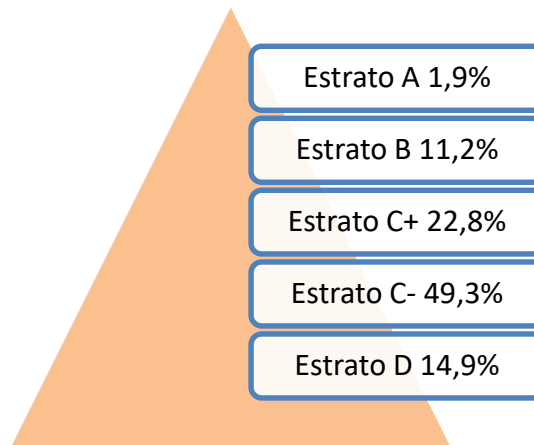 Estrato A 1,9%
Estrato B 11,2%
Estrato C+ 22,8%
Estrato C- 49,3%
Estrato D 14,9%